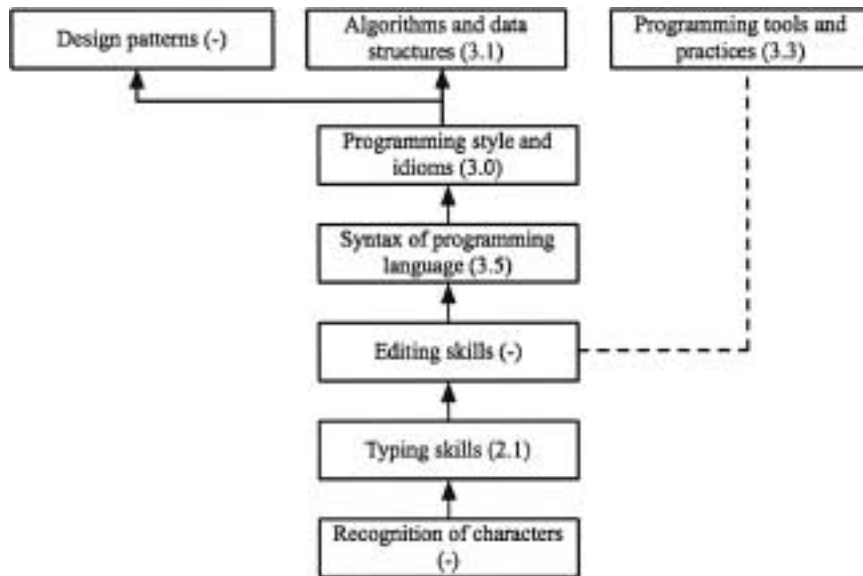 Design patterns (-)
Algorithms and data
structures (3.1)
Programming tools and
practices (3.3)
Programming style and
idioms (3.0)
Syntax of programming
language (3.5)
Editing skills (-)
Typing skills (2.1)
Recognition of characters
(-)